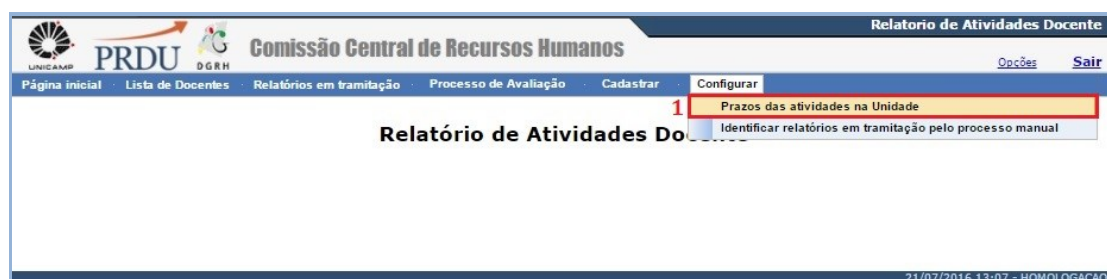 Relatorio de Atividades Docente
UNICAMP PRDU DGRH Comissão Central de Recursos Humanos
Opções Sair
Página inicial Lista de Docentes Relatórios em tramitação Processo de Avaliação Cadastrar Configurar
1 Prazos das atividades na Unidade
Identificar relatórios em tramitação pelo processo manual
Relatório de Atividades Docente
21/07/2016 13:07 - HOMOLOGACAO